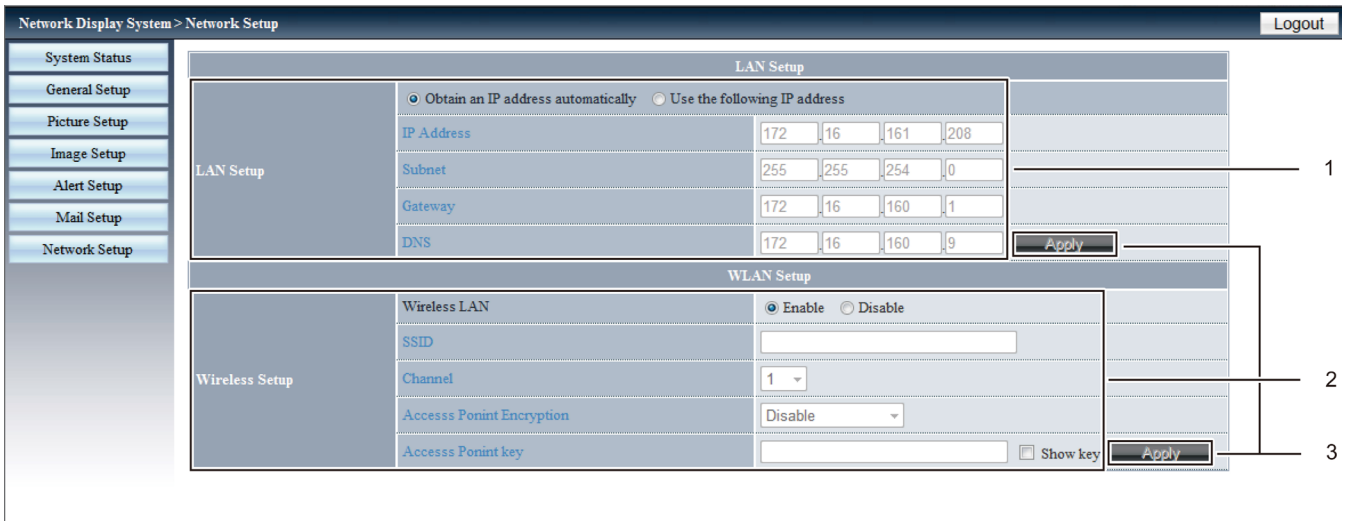 Network Display System > Network Setup
Logout
System Status
General Setup
Picture Setup
Image Setup
Alert Setup
Mail Setup
Network Setup
LAN Setup
LAN Setup
Obtain an IP address automatically Use the following IP address
IP Address 172 .16 .161 .208
Subnet 255 .255 .254 .0
Gateway 172 .16 .160 .1
DNS 172 .16 .160 .9 Apply
1
WLAN Setup
Wireless Setup
Wireless LAN Enable Disable
SSID
Channel 1
Accesss Ponint Encryption Disable
Accesss Ponint key Show key Apply
2
3